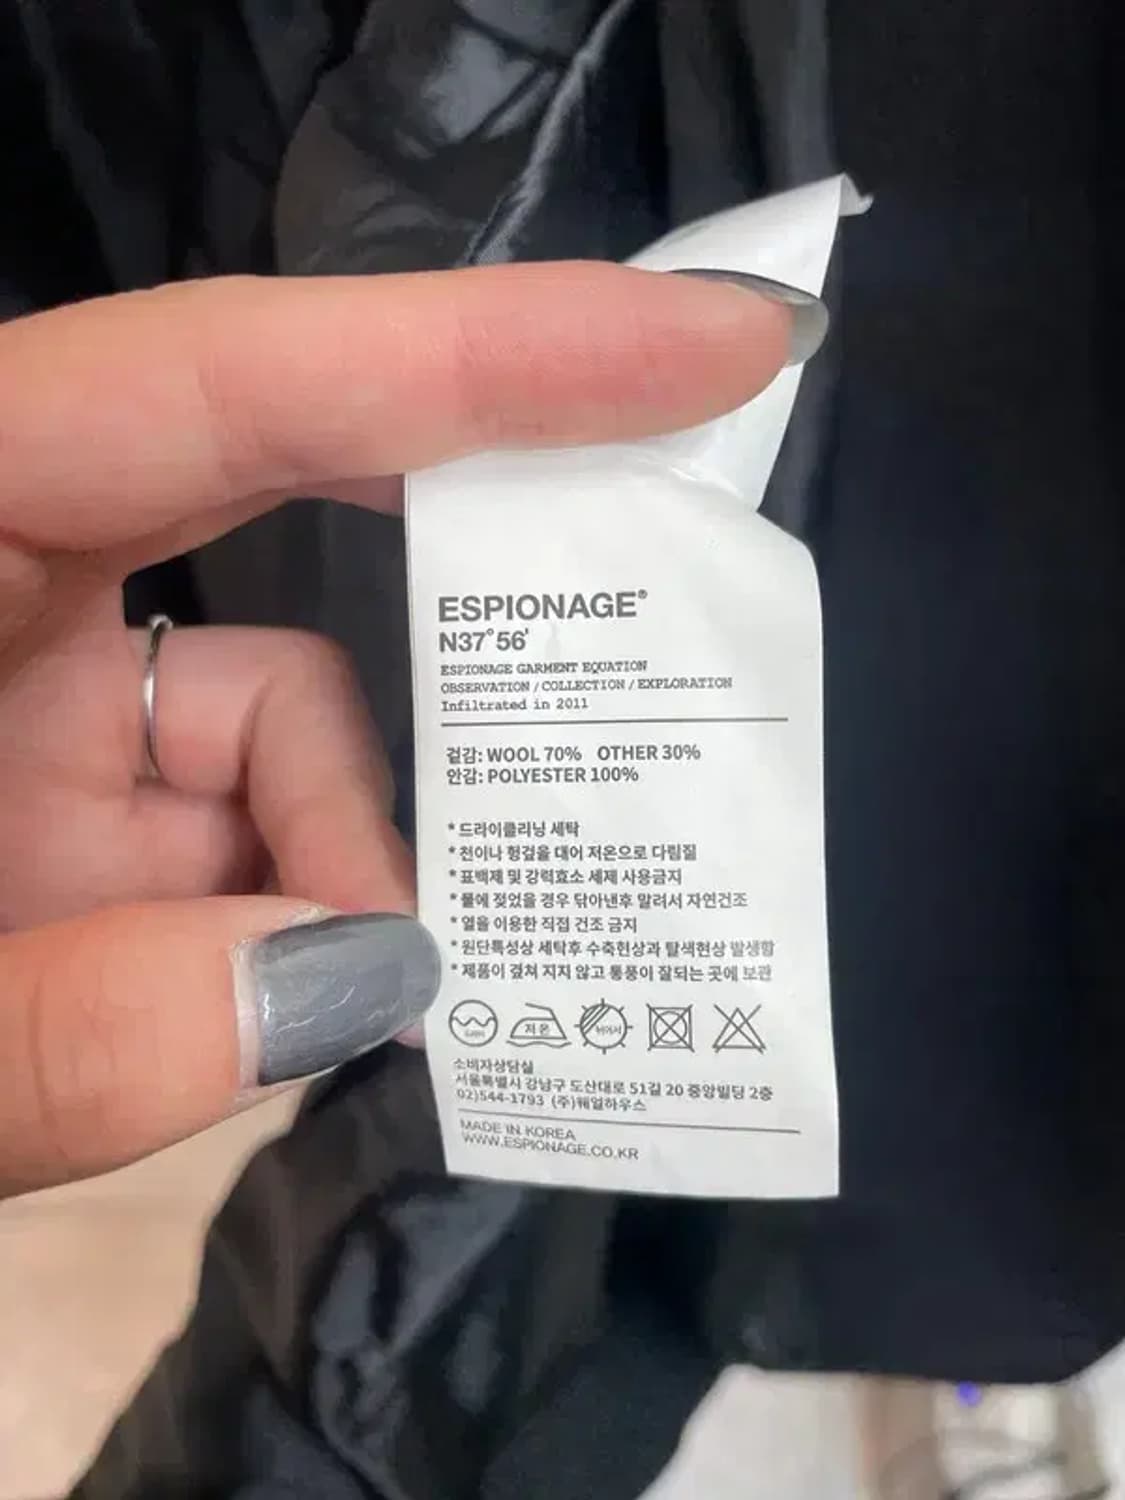 ESPIONAGE®
N37°56'
ESPIONAGE GARMENT EQUATION
OBSERVATION / COLLECTION / EXPLORATION
Infiltrated in 2011
겉감: WOOL 70% OTHER 30%
안감: POLYESTER 100%
* 드라이클리닝 세탁
* 천이나 헝겊을 대어 저온으로 다림질
* 표백제 및 강력효소 세제 사용금지
* 물에 젖었을 경우 닦아낸후 말려서 자연건조
* 열을 이용한 직접 건조 금지
* 원단특성상 세탁후 수축현상과 탈색현상 발생함
* 제품이 겹쳐 지지 않고 통풍이 잘되는 곳에 보관
드라이 저온 뉘어서
소비자상담실
서울특별시 강남구 도산대로 51길 20 중앙빌딩 2층
02)544-1793 (주)웨얼하우스
MADE IN KOREA
WWW.ESPIONAGE.CO.KR